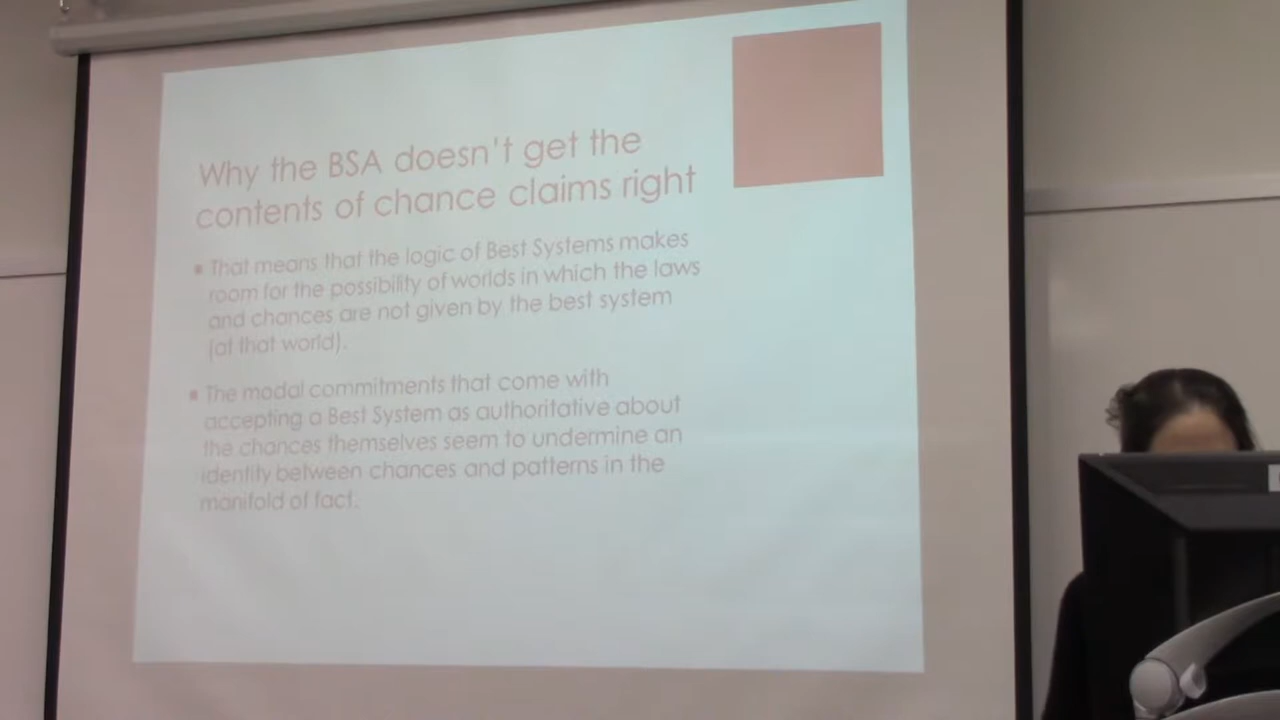 Why the BSA doesn't get the
contents of chance claims right
That means that the logic of Best Systems makes
room for the possibility of worlds in which the laws
and chances are not given by the best system
(at that world).
The modal commitments that come with
accepting a Best System as authoritative about
the chances themselves seem to undermine an
identity between chances and patterns in the
manifold of fact.